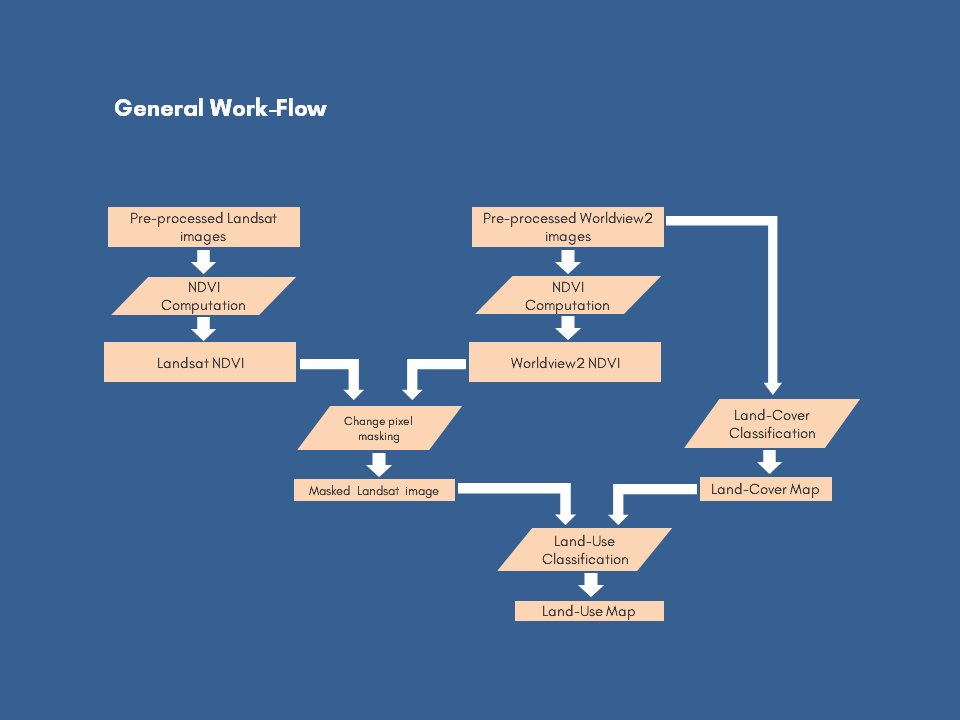 General Work-Flow
Pre-processed Landsat
images
Pre-processed Worldview2
images
NDVI
Computation
NDVI
Computation
Landsat NDVI
Worldview2 NDVI
Change pixel
masking
Land-Cover
Classification
Masked Landsat image
Land-Cover Map
Land-Use
Classification
Land-Use Map